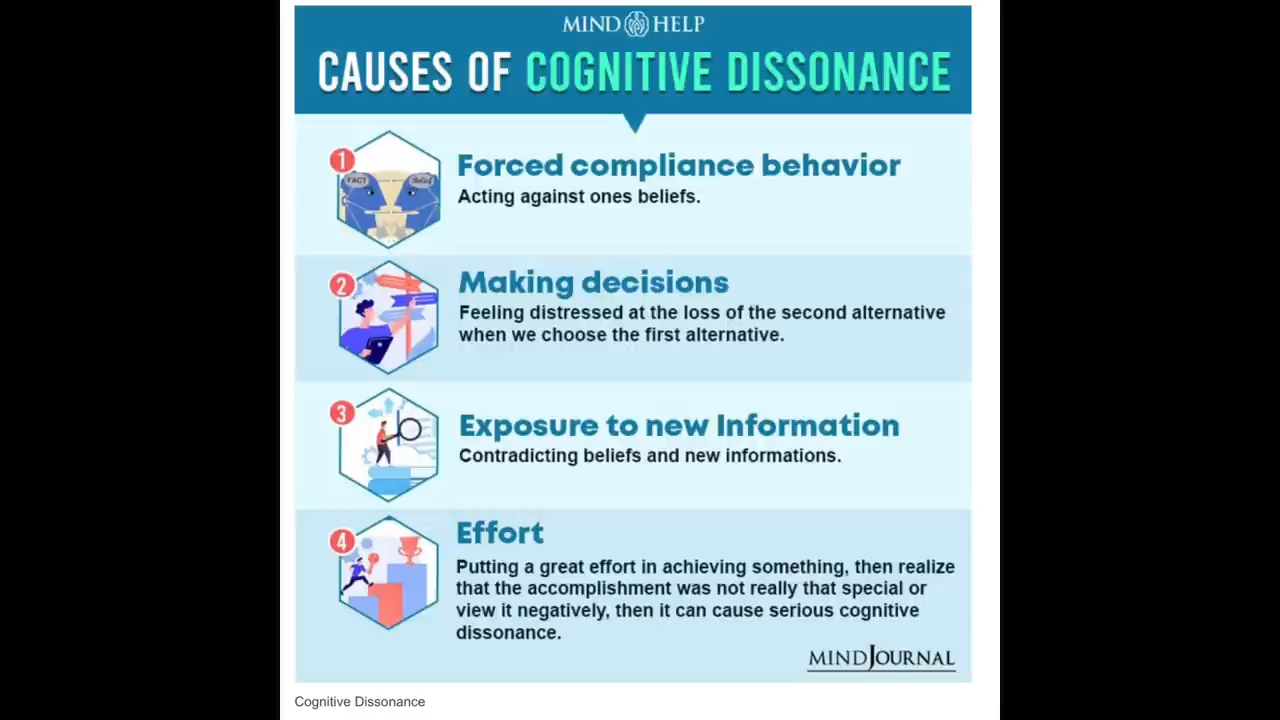 MIND HELP
CAUSES OF COGNITIVE DISSONANCE
1
FACT
Belief
Forced compliance behavior
Acting against ones beliefs.
2
Making decisions
Feeling distressed at the loss of the second alternative
when we choose the first alternative.
3
Exposure to new Information
Contradicting beliefs and new informations.
4
Effort
Putting a great effort in achieving something, then realize
that the accomplishment was not really that special or
view it negatively, then it can cause serious cognitive
dissonance.
MINDJOURNAL
Cognitive Dissonance